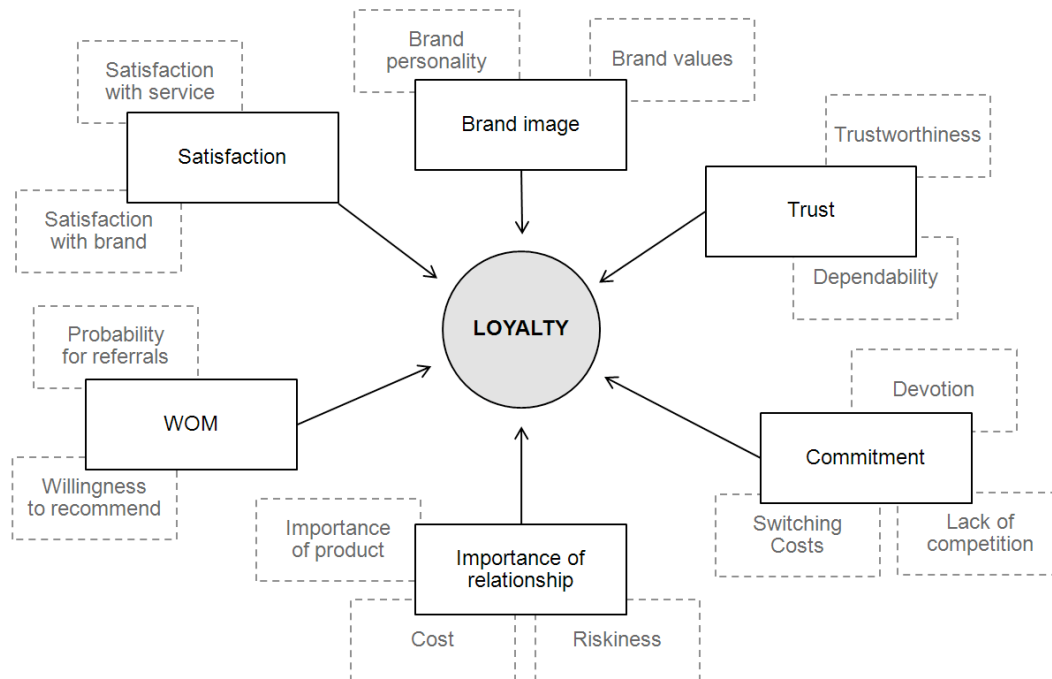 Brand
personality
Brand values
Brand image
Satisfaction
with service
Satisfaction
Satisfaction
with brand
Trustworthiness
Trust
Dependability
LOYALTY
Probability
for referrals
WOM
Willingness
to recommend
Devotion
Commitment
Switching
Costs
Lack of
competition
Importance
of product
Importance of
relationship
Cost
Riskiness